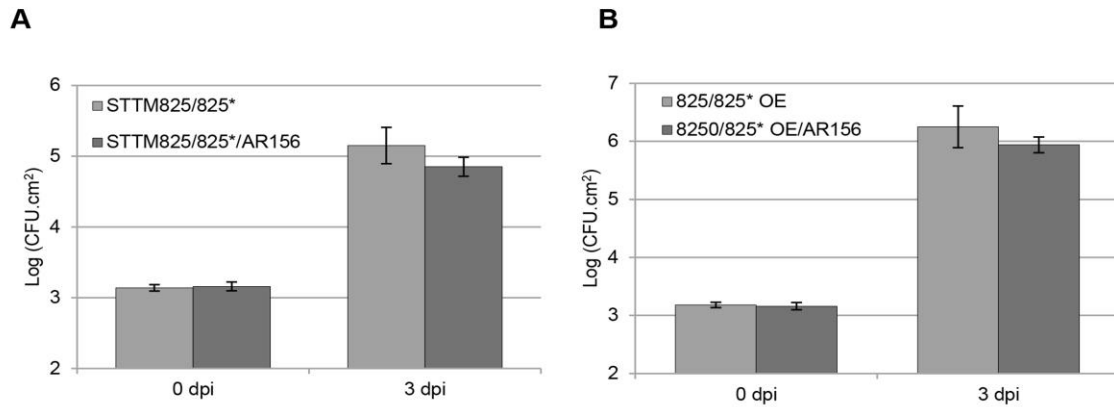 A
6
5
4
3
2
Log (CFU.cm²)
STTM825/825*
STTM825/825*/AR156
0 dpi
3 dpi
B
7
6
5
4
3
2
Log (CFU.cm²)
825/825* OE
8250/825* OE/AR156
0 dpi
3 dpi